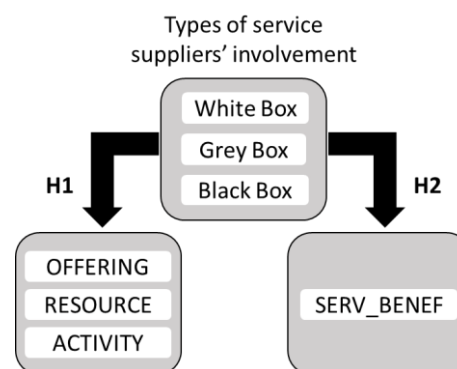 Types of service
suppliers' involvement
White Box
Grey Box
Black Box
H1
H2
OFFERING
RESOURCE
ACTIVITY
SERV_BENEF